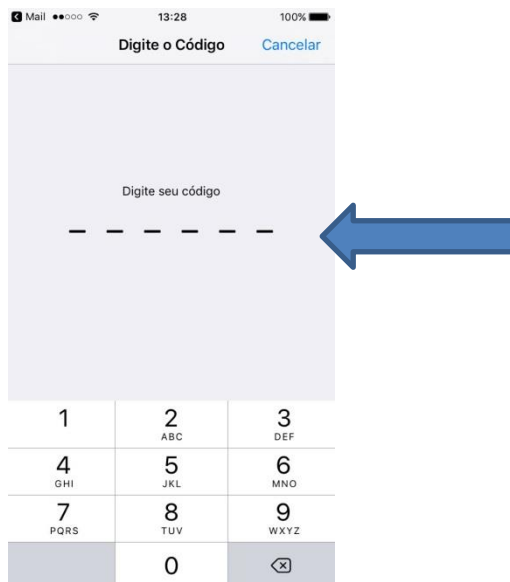 Mail 13:28 100%
Digite o Código Cancelar
Digite seu código
1 2 3
ABC DEF
4 5 6
GHI JKL MNO
7 8 9
PQRS TUV WXYZ
0